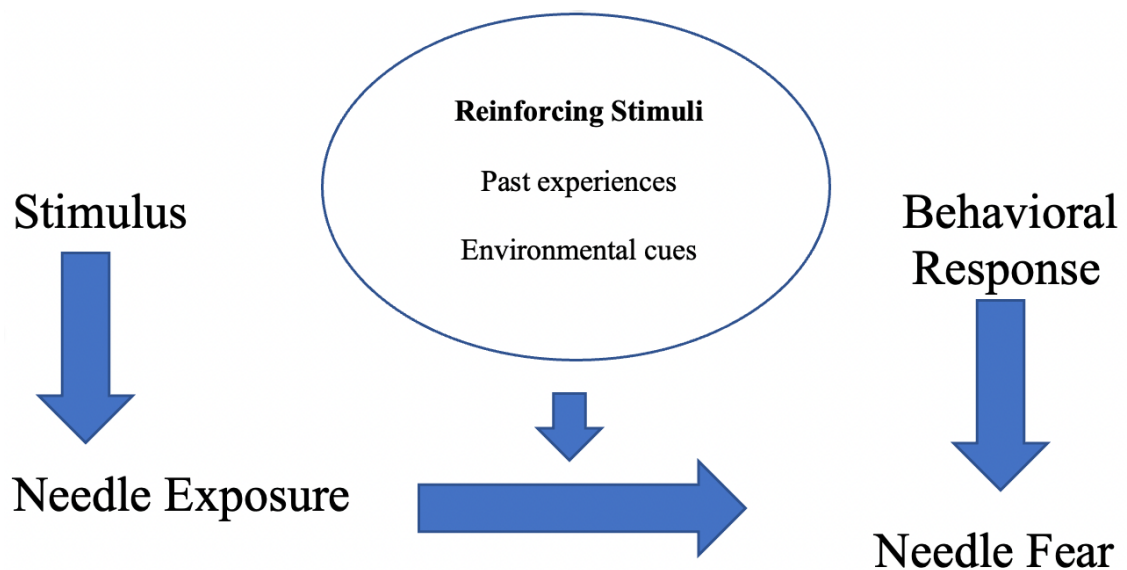 Reinforcing Stimuli
Past experiences
Environmental cues
Stimulus
Behavioral
Response
Needle Exposure
Needle Fear